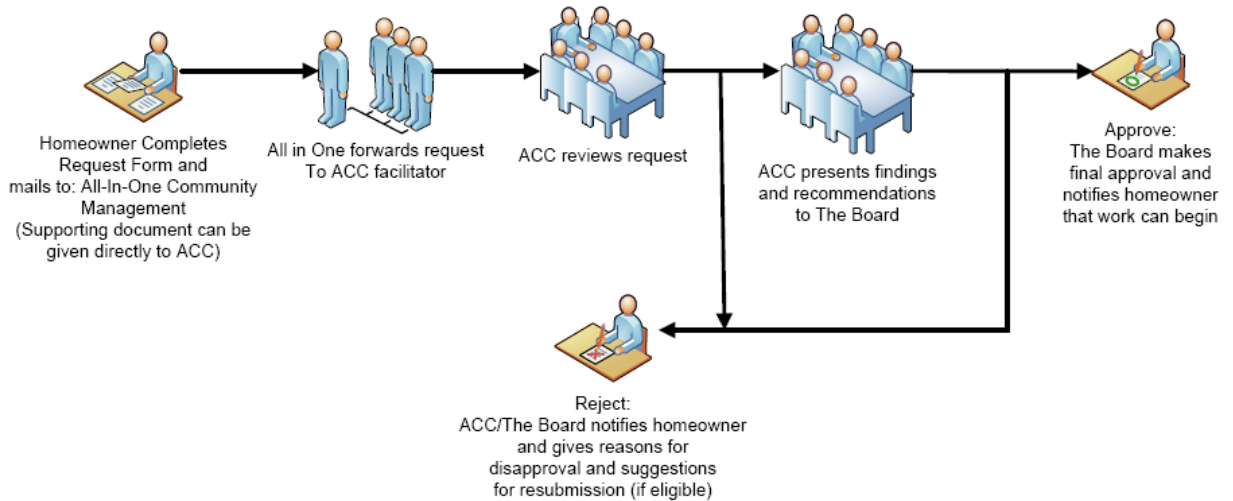 Homeowner Completes
Request Form and
mails to: All-In-One Community
Management
(Supporting document can be
given directly to ACC)
All in One forwards request
To ACC facilitator
ACC reviews request
ACC presents findings
and recommendations
to The Board
Approve:
The Board makes
final approval and
notifies homeowner
that work can begin
Reject:
ACC/The Board notifies homeowner
and gives reasons for
disapproval and suggestions
for resubmission (if eligible)